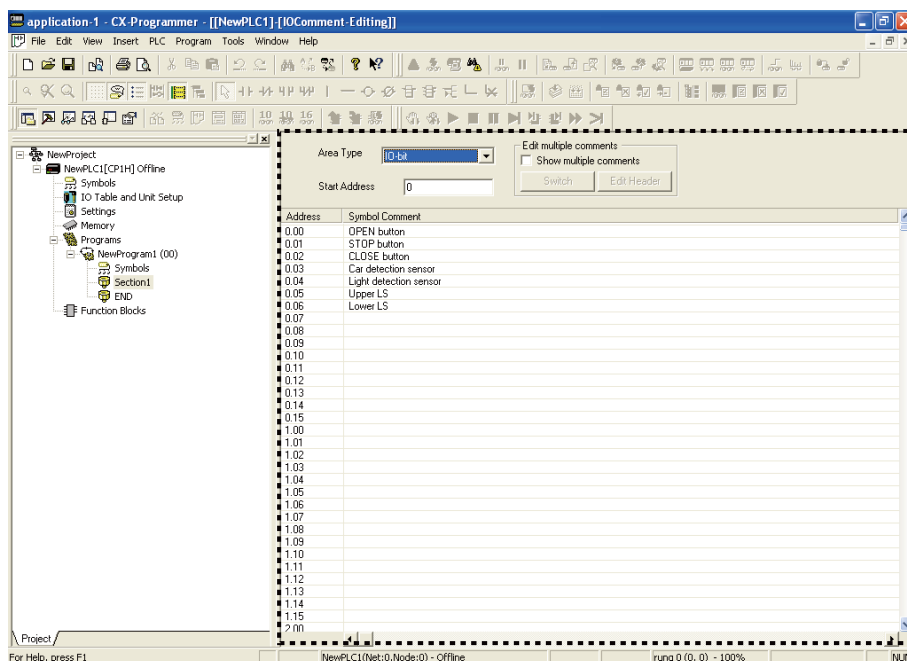 application-1 - CX-Programmer - [[NewPLC1]-[IOComment-Editing]]
File Edit View Insert PLC Program Tools Window Help
10 10 16
NewProject
NewPLC1[CP1H] Offline
Symbols
IO Table and Unit Setup
Settings
Memory
Programs
NewProgram1 (00)
Symbols
Section1
END
Function Blocks
Project
Area Type IO-bit
Start Address 0
Edit multiple comments
Show multiple comments
Switch Edit Header
Address Symbol Comment
0.00 OPEN button
0.01 STOP button
0.02 CLOSE button
0.03 Car detection sensor
0.04 Light detection sensor
0.05 Upper LS
0.06 Lower LS
0.07
0.08
0.09
0.10
0.11
0.12
0.13
0.14
0.15
1.00
1.01
1.02
1.03
1.04
1.05
1.06
1.07
1.08
1.09
1.10
1.11
1.12
1.13
1.14
1.15
2.00
For Help, press F1 NewPLC1(Net:0,Node:0) - Offline rung 0 (0, 0) - 100% NUM